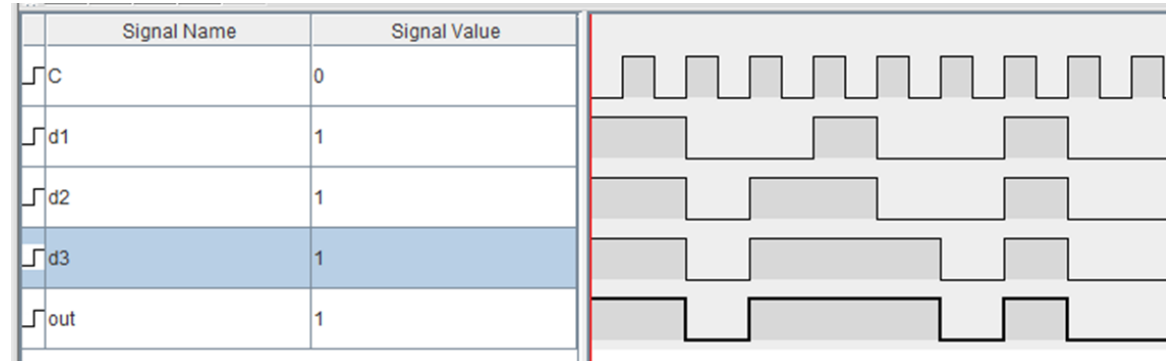 Signal Name Signal Value
C 0
d1 1
d2 1
d3 1
out 1